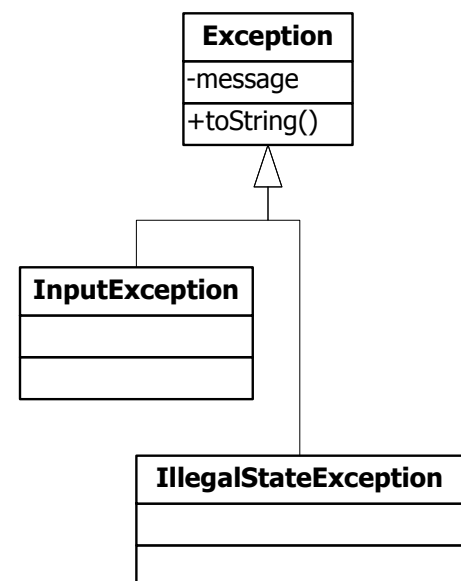 Exception
-message
+toString()
InputException
IllegalStateException